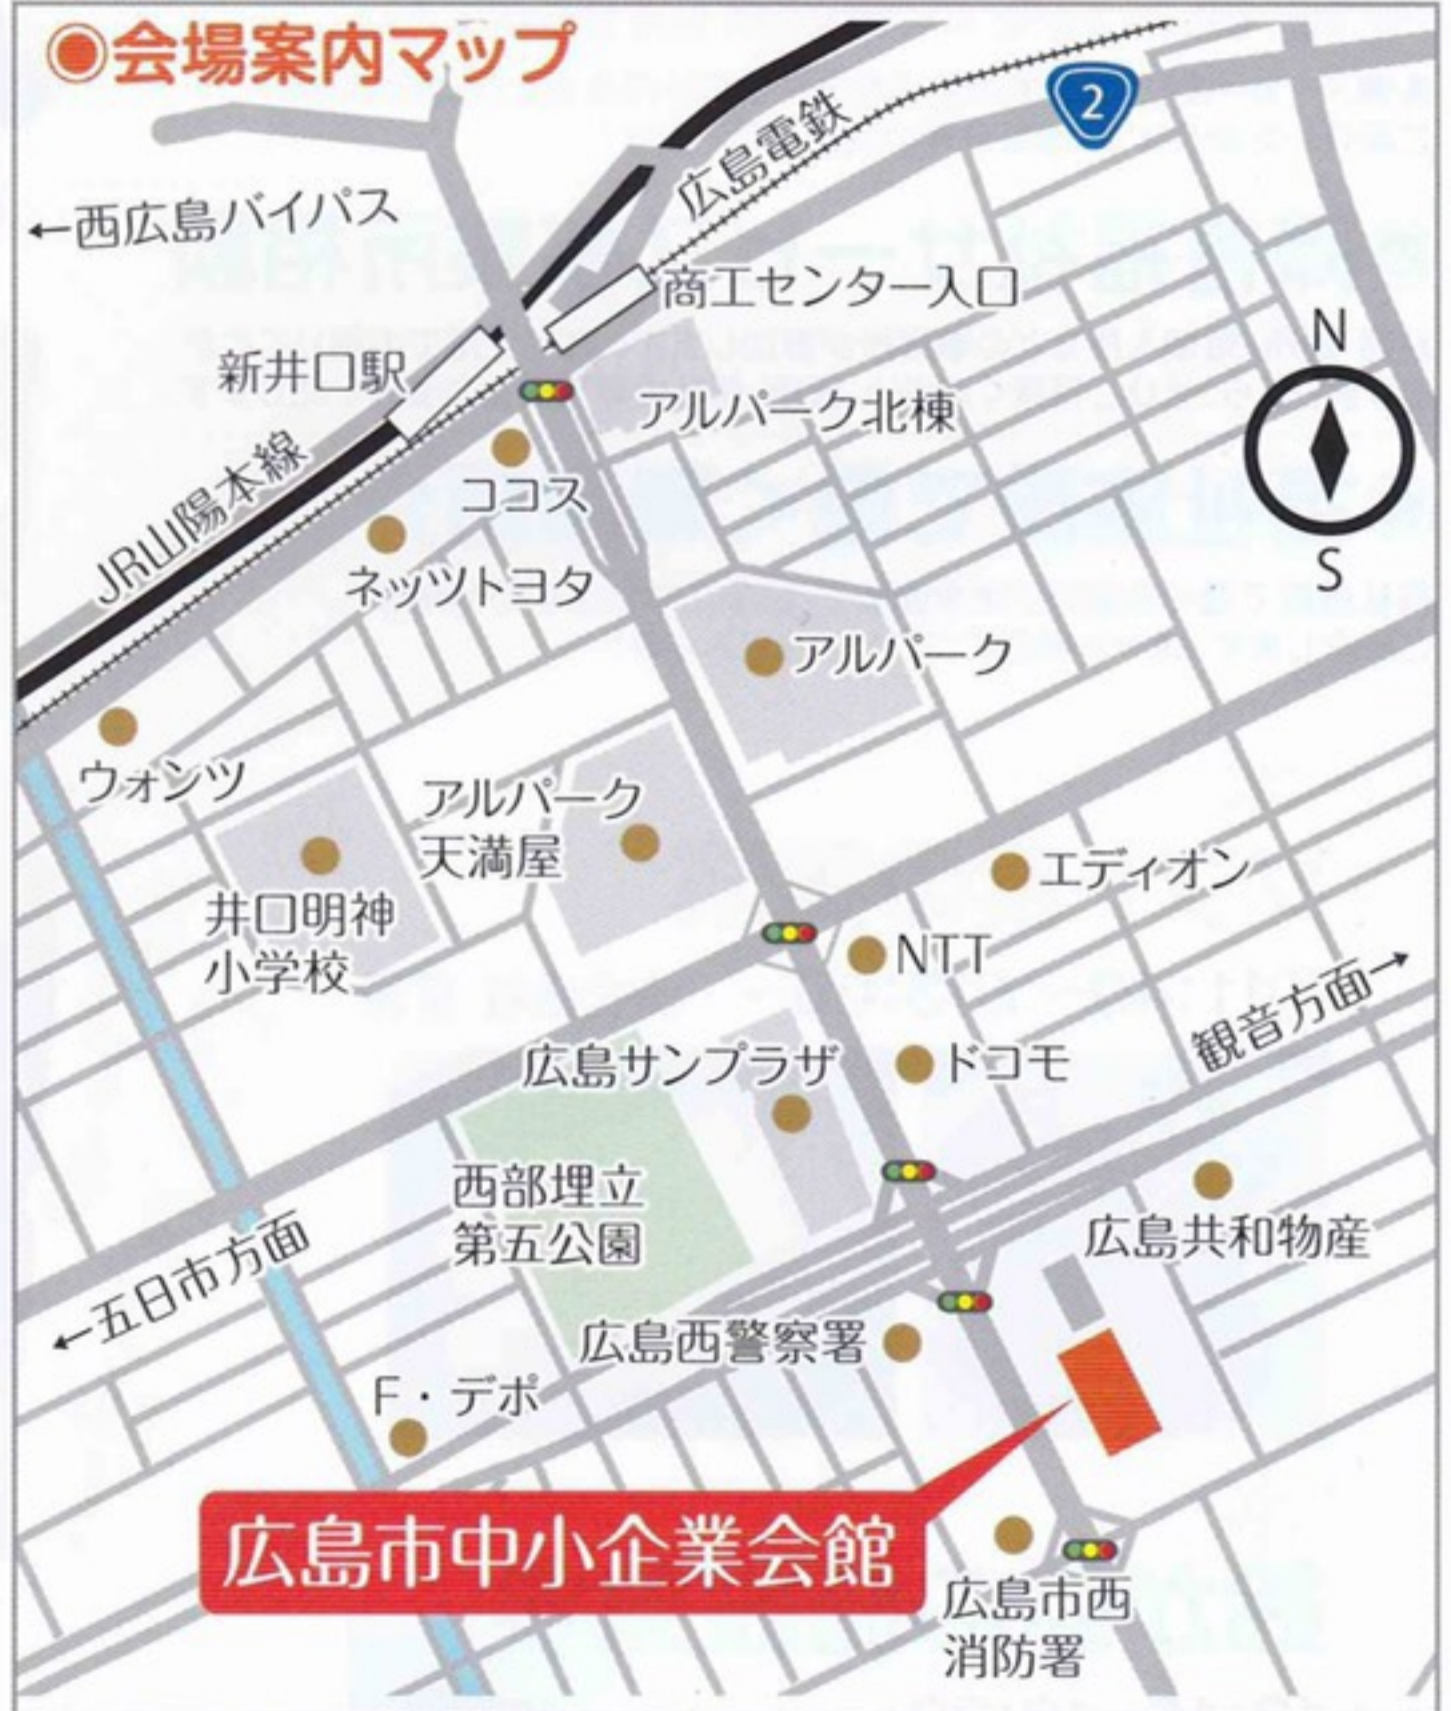 ◉会場案内マップ
2
広島電鉄
←西広島バイパス
商工センター入口
新井口駅
N
アルパーク北棟
JR山陽本線
ココス
S
ネッツトヨタ
アルパーク
ウォンツ
アルパーク
天満屋
エディオン
井口明神
小学校
NTT
観音方面→
広島サンプラザ
ドコモ
西部埋立
第五公園
広島共和物産
←五日市方面
広島西警察署
F・デポ
広島市中小企業会館
広島市西
消防署